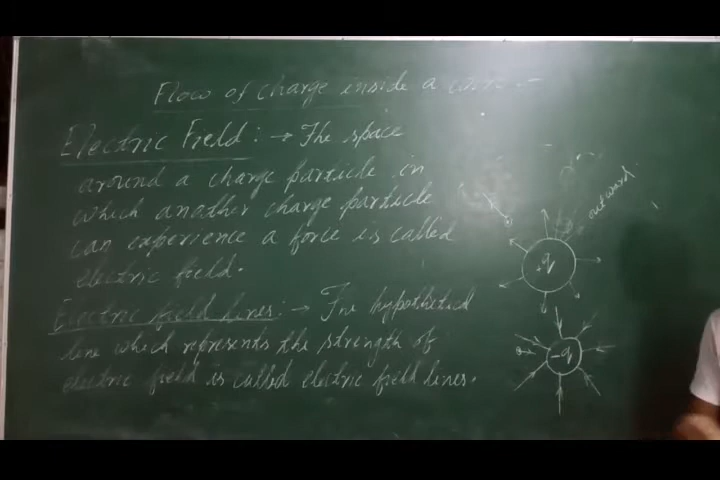 Flow of charge inside a wire :-
Electric Field :→ The space
around a charge particle in
which another charge particle
can experience a force is called
electric field.
Electric field lines :→ The hypothetical
line which represents the strength of
electric field is called electric field lines.
outward
+q
-q